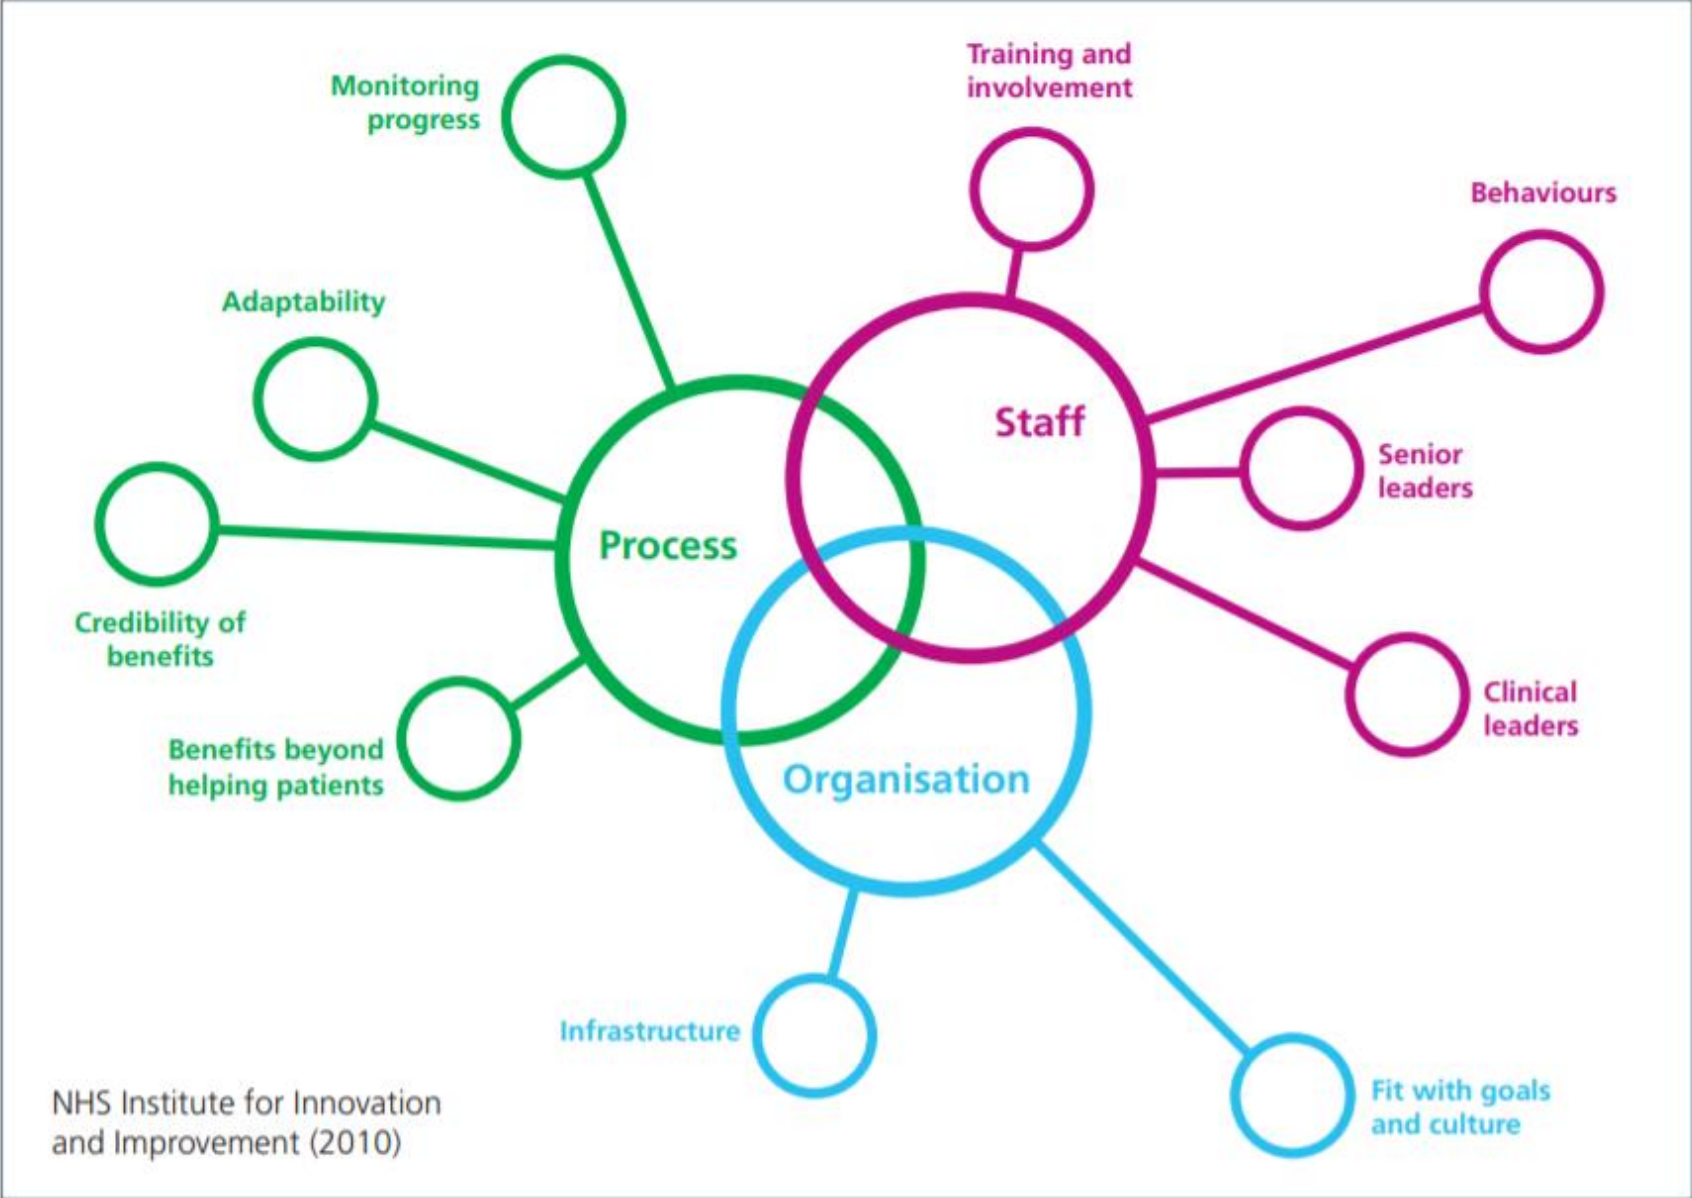 Monitoring
progress
Training and
involvement
Behaviours
Adaptability
Staff
Senior
leaders
Process
Credibility of
benefits
Clinical
leaders
Benefits beyond
helping patients
Organisation
Infrastructure
Fit with goals
and culture
NHS Institute for Innovation
and Improvement (2010)